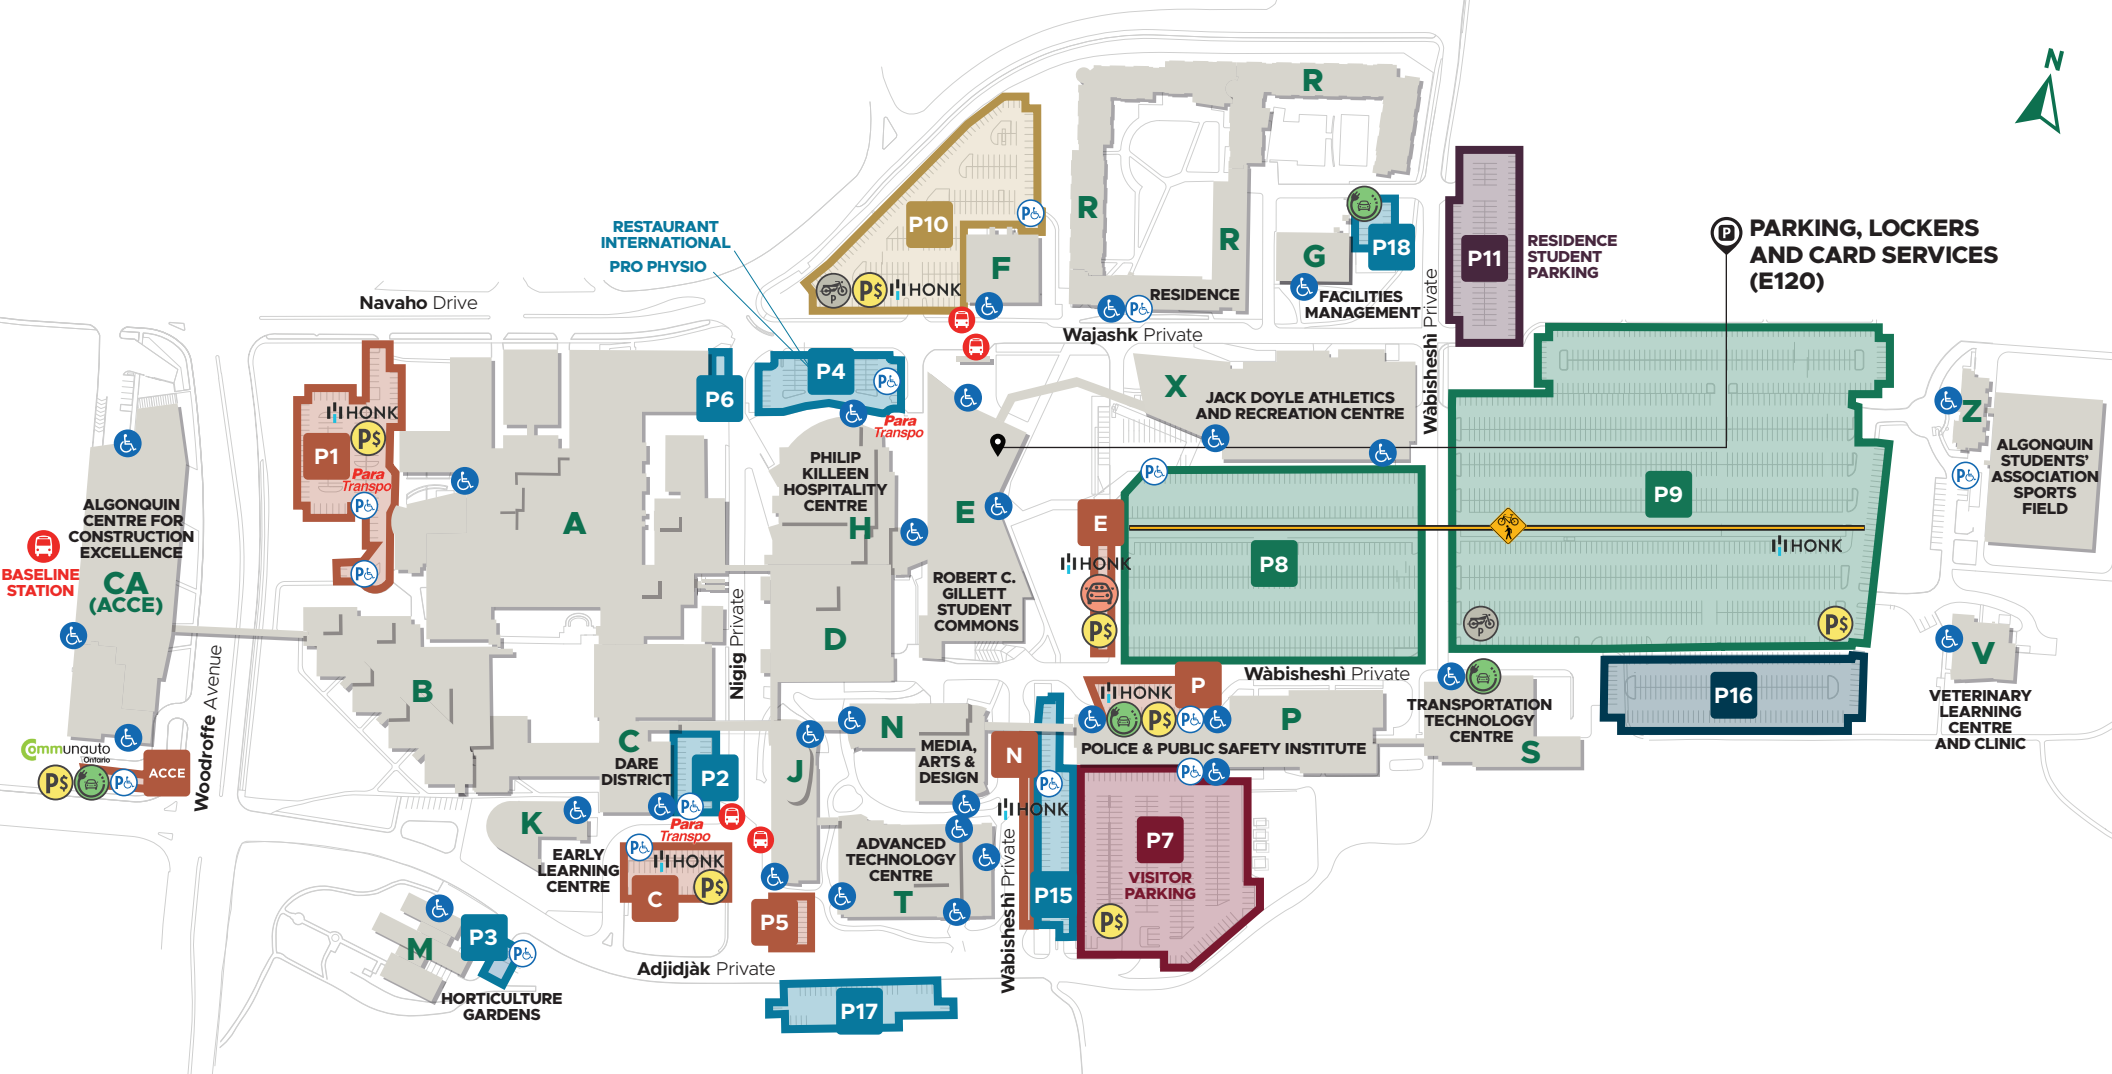 N
R
R
R
P10
P
P$
HONK
F
RESIDENCE
Wajashk Private
G
P18
FACILITIES
MANAGEMENT
Wàbisheshì Private
P11
RESIDENCE
STUDENT
PARKING
P
PARKING, LOCKERS
AND CARD SERVICES
(E120)
RESTAURANT
INTERNATIONAL
PRO PHYSIO
Navaho Drive
P6
P4
P
Para
Transpo
HONK
P1
P$
Para
Transpo
P
P
ALGONQUIN
CENTRE FOR
CONSTRUCTION
EXCELLENCE
CA
(ACCE)
BASELINE
STATION
A
B
PHILIP
KILLEEN
HOSPITALITY
CENTRE
H
D
E
ROBERT C.
GILLETT
STUDENT
COMMONS
X
JACK DOYLE ATHLETICS
AND RECREATION CENTRE
P
E
HONK
P$
P8
P9
HONK
P
P$
Z
P
ALGONQUIN
STUDENTS'
ASSOCIATION
SPORTS
FIELD
V
VETERINARY
LEARNING
CENTRE
AND CLINIC
P16
Wàbisheshì Private
HONK
P
P$
P
P
POLICE & PUBLIC SAFETY INSTITUTE
TRANSPORTATION
TECHNOLOGY
CENTRE
S
Nigig Private
Woodroffe Avenue
Communauto
Ontario
P$
P
ACCE
C
DARE
DISTRICT
P2
P
Para
Transpo
J
N
MEDIA,
ARTS &
DESIGN
N
HONK
P
P15
Wàbisheshì Private
P
P7
VISITOR
PARKING
P$
K
EARLY
LEARNING
CENTRE
P
HONK
C
P$
P5
ADVANCED
TECHNOLOGY
CENTRE
T
M
P3
P
HORTICULTURE
GARDENS
Adjidjàk Private
P17